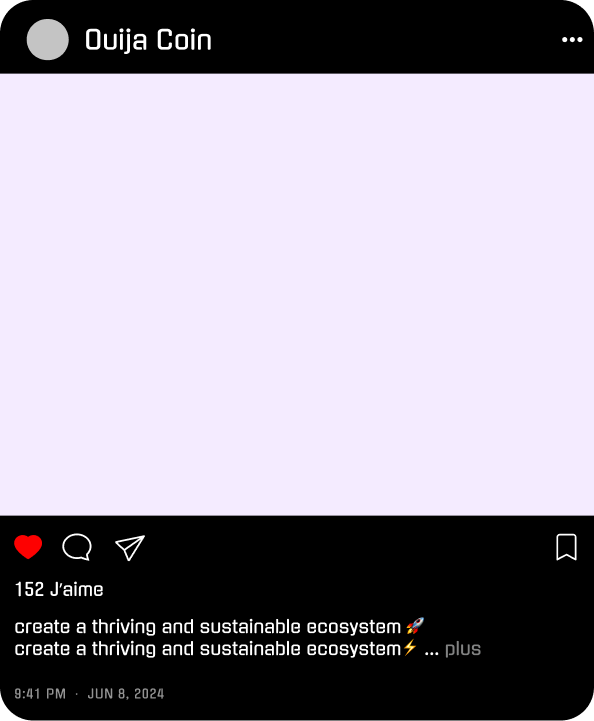 Ouija Coin
152 J'aime
create a thriving and sustainable ecosystem 🚀
create a thriving and sustainable ecosystem⚡ ... plus
9:41 PM · JUN 8, 2024